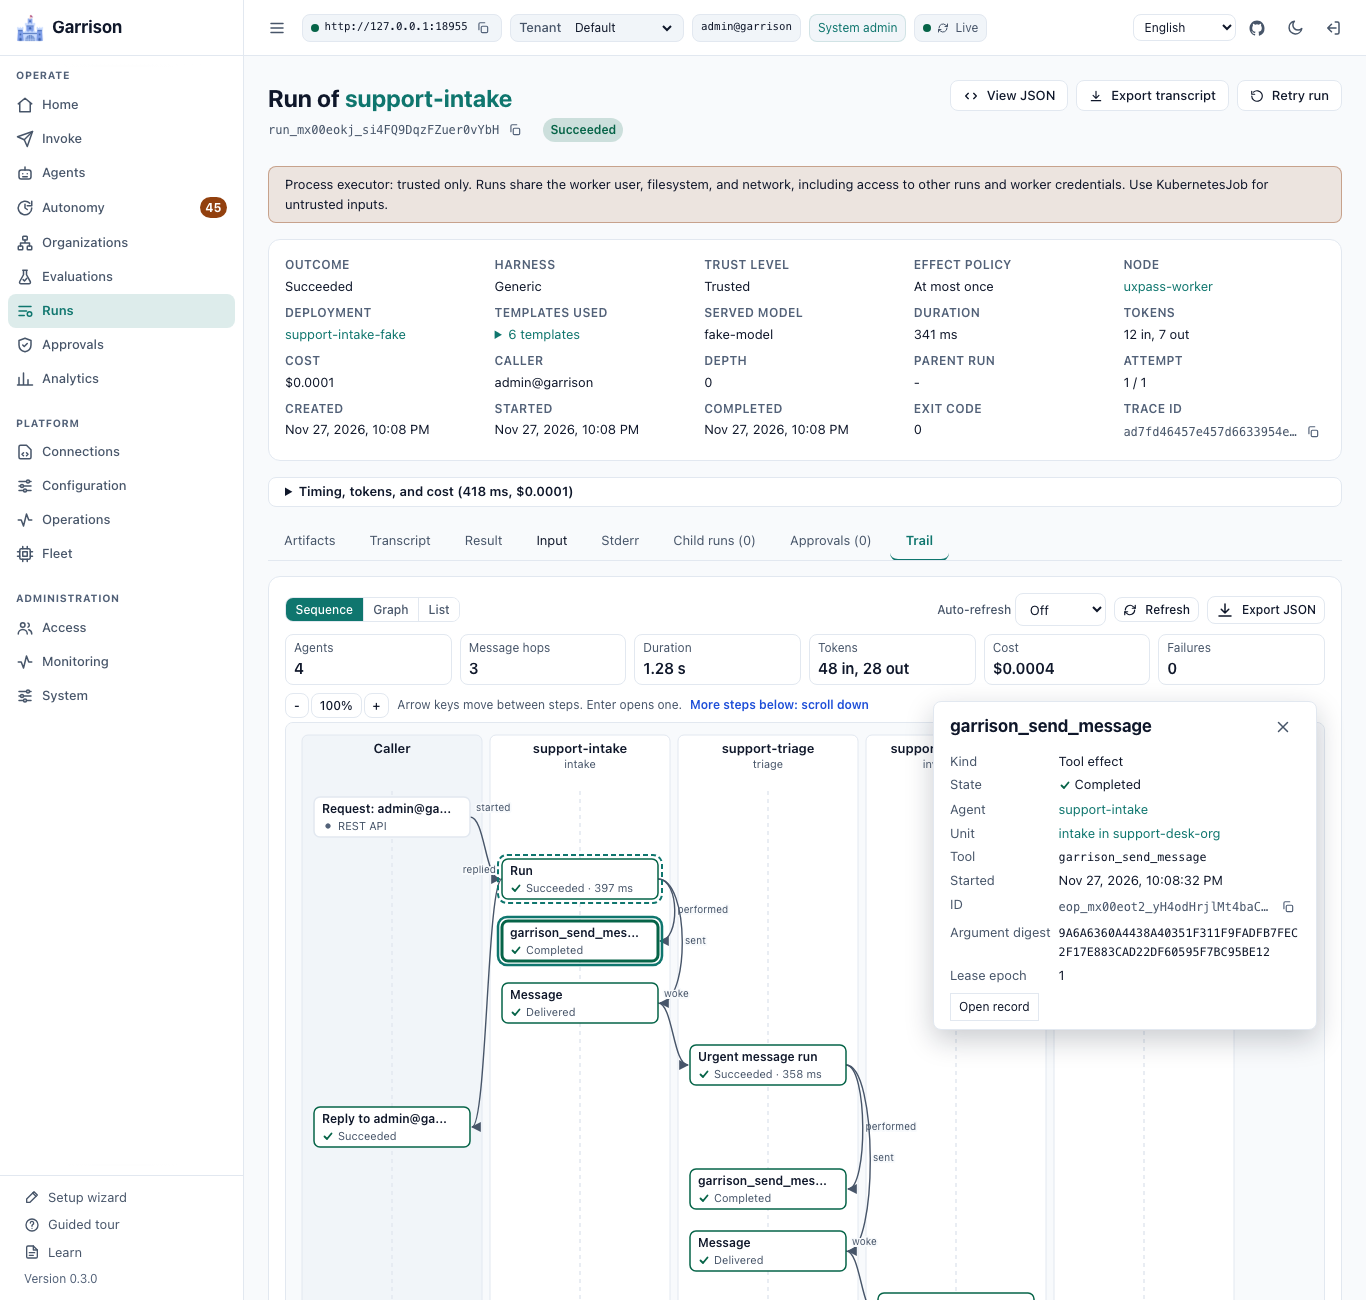 Garrison
http://127.0.0.1:18955
Tenant Default
admin@garrison
System admin
Live
English
OPERATE
Home
Invoke
Agents
Autonomy 45
Organizations
Evaluations
Runs
Approvals
Analytics
PLATFORM
Connections
Configuration
Operations
Fleet
ADMINISTRATION
Access
Monitoring
System
Setup wizard
Guided tour
Learn
Version 0.3.0
Run of support-intake
View JSON
Export transcript
Retry run
run_mx00eokj_si4FQ9DqzFZuer0vYbH
Succeeded
Process executor: trusted only. Runs share the worker user, filesystem, and network, including access to other runs and worker credentials. Use KubernetesJob for
untrusted inputs.
OUTCOME
Succeeded
HARNESS
Generic
TRUST LEVEL
Trusted
EFFECT POLICY
At most once
NODE
uxpass-worker
DEPLOYMENT
support-intake-fake
TEMPLATES USED
6 templates
SERVED MODEL
fake-model
DURATION
341 ms
TOKENS
12 in, 7 out
COST
$0.0001
CALLER
admin@garrison
DEPTH
0
PARENT RUN
-
ATTEMPT
1 / 1
CREATED
Nov 27, 2026, 10:08 PM
STARTED
Nov 27, 2026, 10:08 PM
COMPLETED
Nov 27, 2026, 10:08 PM
EXIT CODE
0
TRACE ID
ad7fd46457e457d6633954e…
Timing, tokens, and cost (418 ms, $0.0001)
Artifacts
Transcript
Result
Input
Stderr
Child runs (0)
Approvals (0)
Trail
Sequence
Graph
List
Auto-refresh
Off
Refresh
Export JSON
Agents
4
Message hops
3
Duration
1.28 s
Tokens
48 in, 28 out
Cost
$0.0004
Failures
0
-
100%
+
Arrow keys move between steps. Enter opens one.
More steps below: scroll down
Caller
support-intake
intake
support-triage
triage
suppor
in
Request: admin@ga...
REST API
started
replied
Run
Succeeded · 397 ms
performed
garrison_send_mes...
Completed
sent
Message
Delivered
woke
Urgent message run
Succeeded · 358 ms
Reply to admin@ga...
Succeeded
performed
sent
garrison_send_mes...
Completed
Message
Delivered
woke
garrison_send_message
Kind
Tool effect
State
Completed
Agent
support-intake
Unit
intake in support-desk-org
Tool
garrison_send_message
Started
Nov 27, 2026, 10:08:32 PM
ID
eop_mx00eot2_yH4odHrjlMt4baC…
Argument digest
9A6A6360A4438A40351F311F9FADFB7FEC
2F17E883CAD22DF60595F7BC95BE12
Lease epoch
1
Open record